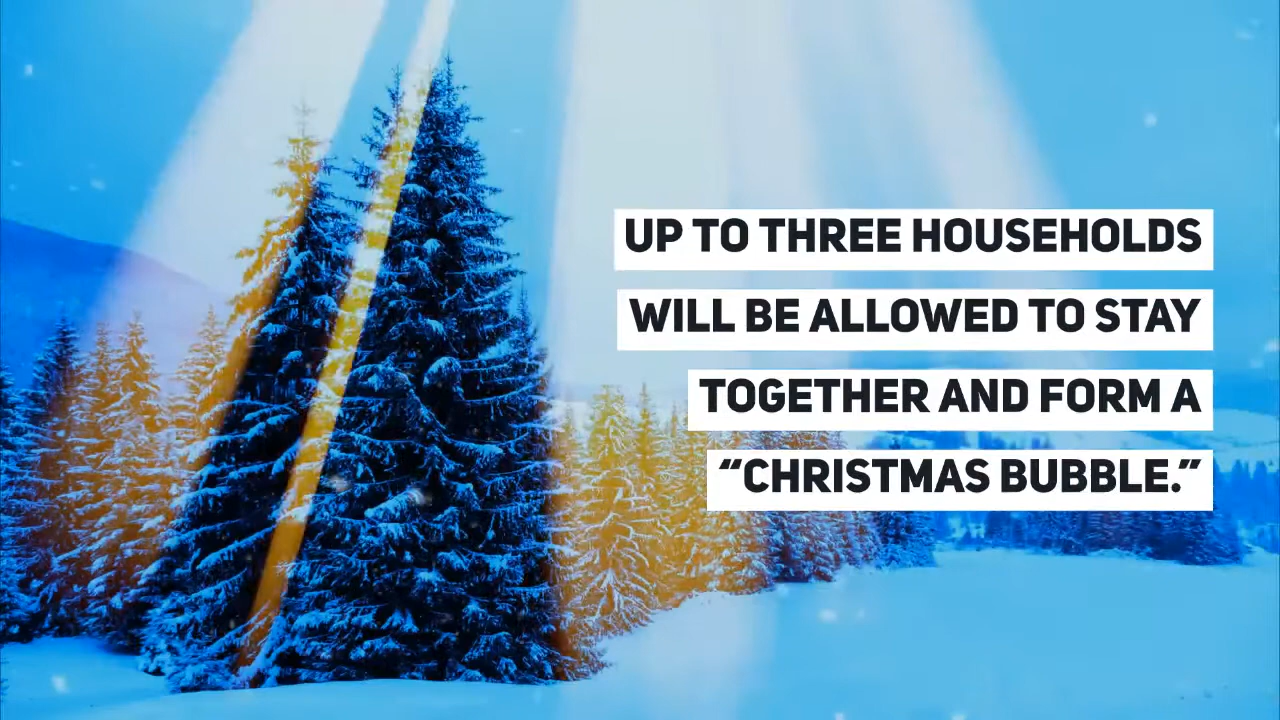 UP TO THREE HOUSEHOLDS
WILL BE ALLOWED TO STAY
TOGETHER AND FORM A
“CHRISTMAS BUBBLE.”